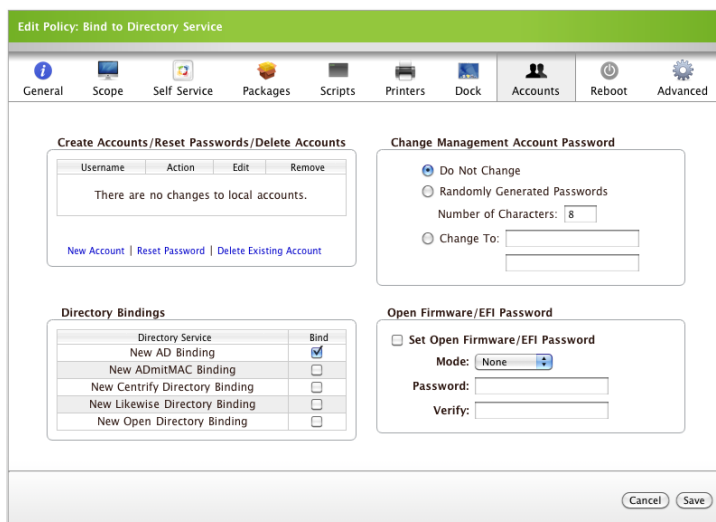 Edit Policy: Bind to Directory Service
General Scope Self Service Packages Scripts Printers Dock Accounts Reboot Advanced
Create Accounts/Reset Passwords/Delete Accounts
Username Action Edit Remove
There are no changes to local accounts.
New Account | Reset Password | Delete Existing Account
Change Management Account Password
Do Not Change
Randomly Generated Passwords
Number of Characters: 8
Change To:
Directory Bindings
Directory Service Bind
New AD Binding
New ADmitMAC Binding
New Centrify Directory Binding
New Likewise Directory Binding
New Open Directory Binding
Open Firmware/EFI Password
Set Open Firmware/EFI Password
Mode: None
Password:
Verify:
Cancel Save